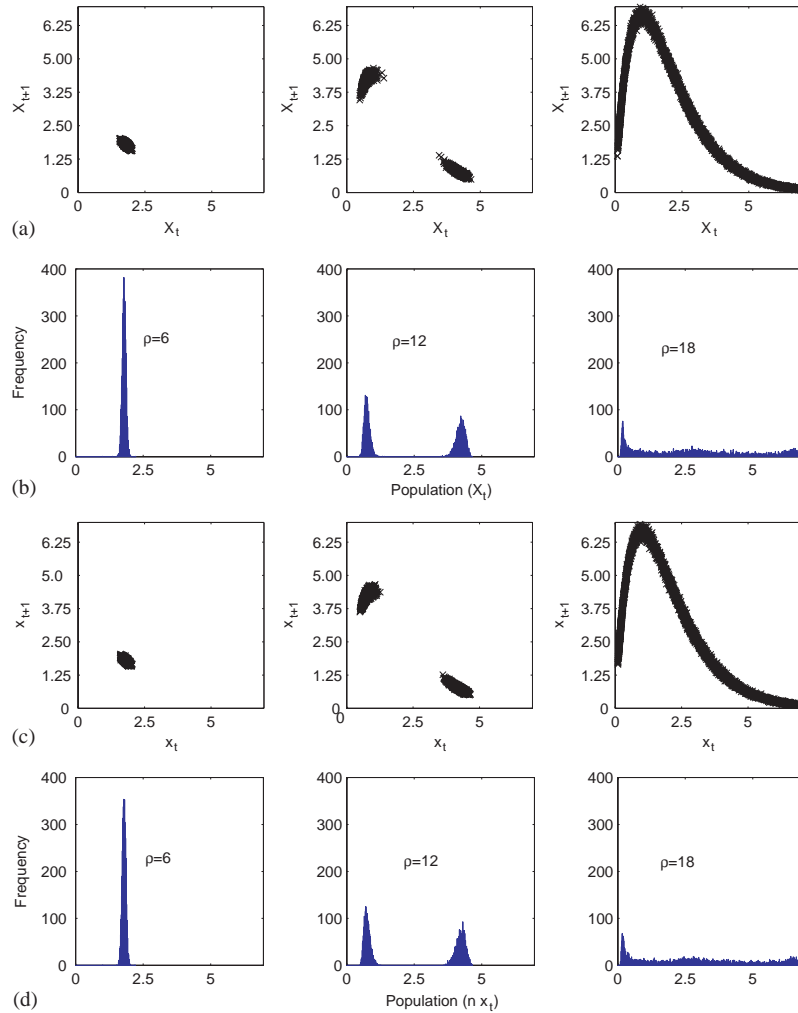 6.25
5.00
3.75
2.50
1.25
0
X_{t+1}
0 2.5 5
X_t
6.25
5.00
3.75
2.50
1.25
0
X_{t+1}
0 2.5 5
X_t
6.25
5.00
3.75
2.50
1.25
0
X_{t+1}
0 2.5 5
X_t
(a)
400
300
200
100
0
Frequency
ρ=6
0 2.5 5
400
300
200
100
0
ρ=12
0 2.5 5
Population (X_t)
400
300
200
100
0
ρ=18
0 2.5 5
(b)
6.25
5.0
3.75
2.50
1.25
0
x_{t+1}
0 2.5 5
x_t
6.25
5.0
3.75
2.50
1.25
0
x_{t+1}
0 2.5 5
x_t
6.25
5.0
3.75
2.50
1.25
0
x_{t+1}
0 2.5 5
x_t
(c)
400
300
200
100
0
Frequency
ρ=6
0 2.5 5
400
300
200
100
0
ρ=12
0 2.5 5
Population (n x_t)
400
300
200
100
0
ρ=18
0 2.5 5
(d)